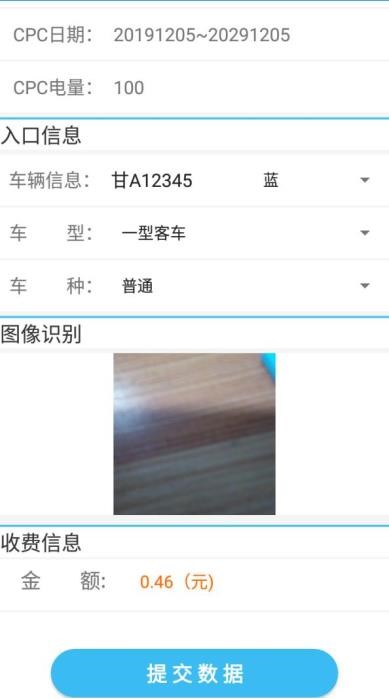 CPC日期： 20191205~20291205
CPC电量： 100
入口信息
车辆信息： 甘A12345 蓝
车 型： 一型客车
车 种： 普通
图像识别
收费信息
金 额： 0.46（元)
提交数据